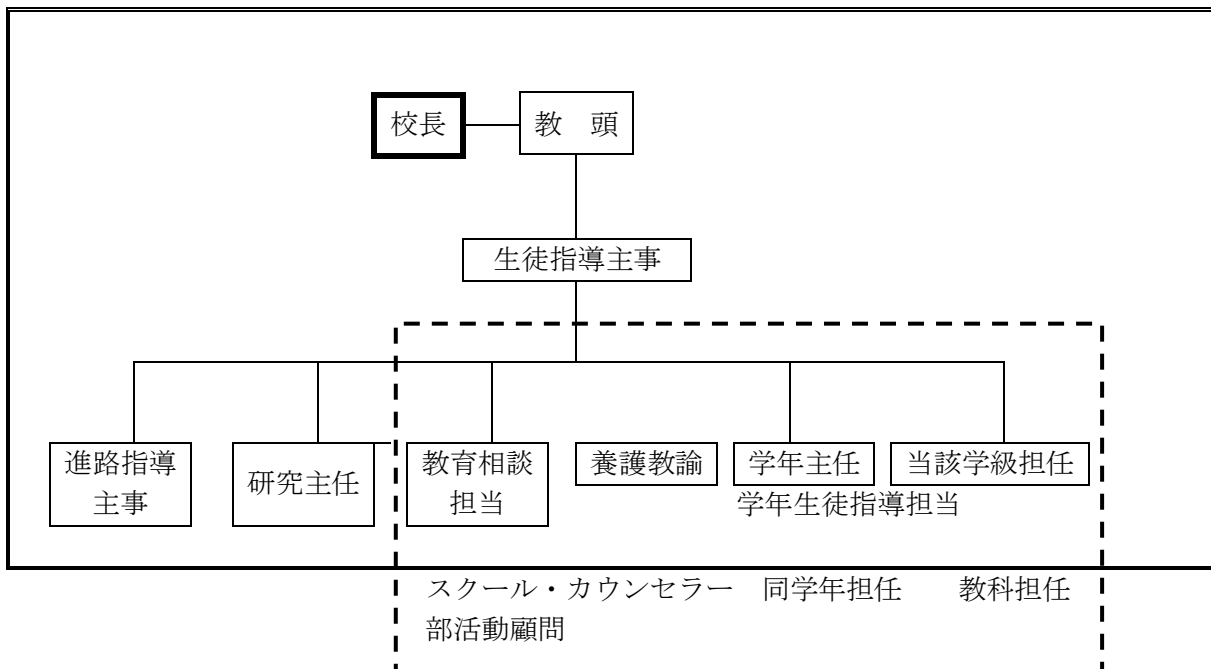 校長
教　頭
生徒指導主事
進路指導
主事
研究主任
教育相談
担当
養護教諭
学年主任
当該学級担任
学年生徒指導担当
スクール・カウンセラー　同学年担任　　教科担任
部活動顧問